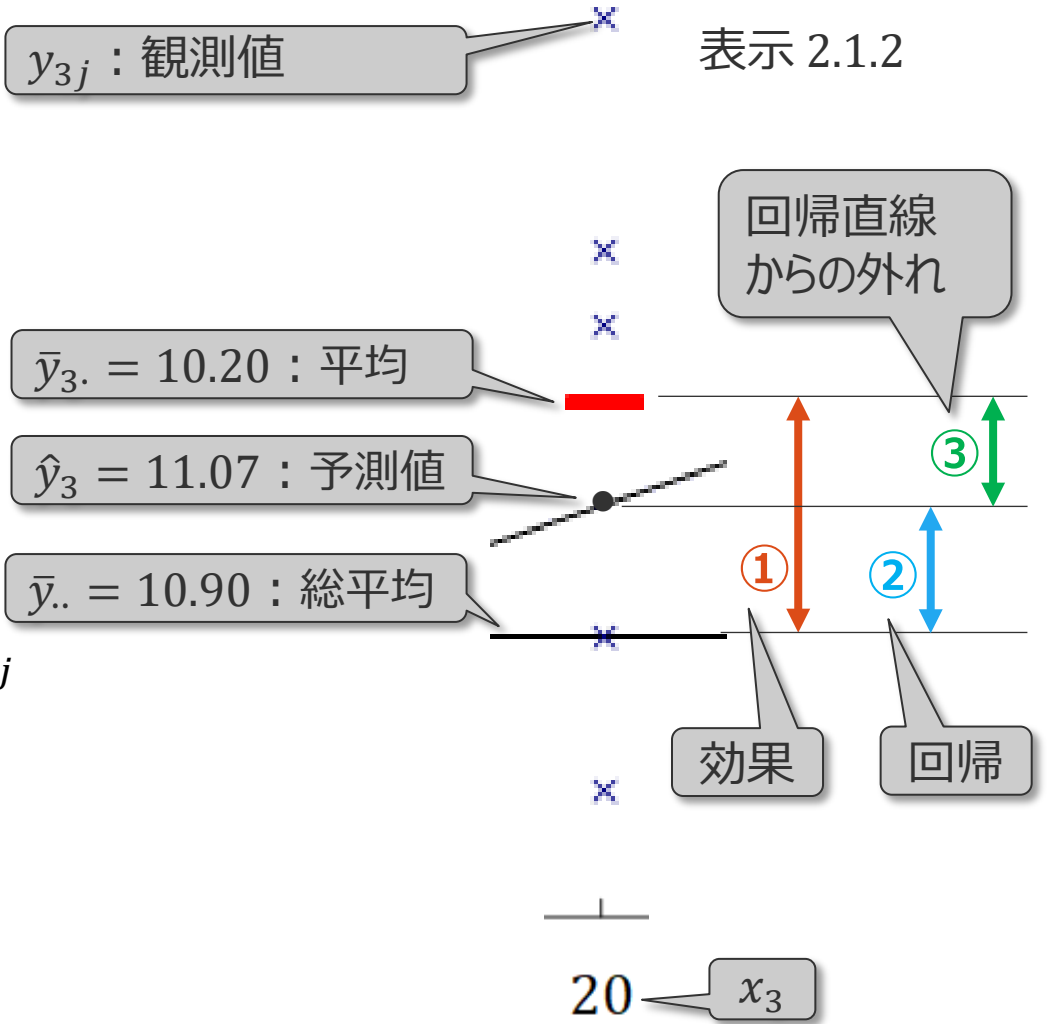 y₃ⱼ：観測値
表示 2.1.2
回帰直線
からの外れ
ȳ₃. = 10.20：平均
ŷ₃ = 11.07：予測値
ȳ.. = 10.90：総平均
①
②
③
j
効果
回帰
20
x₃